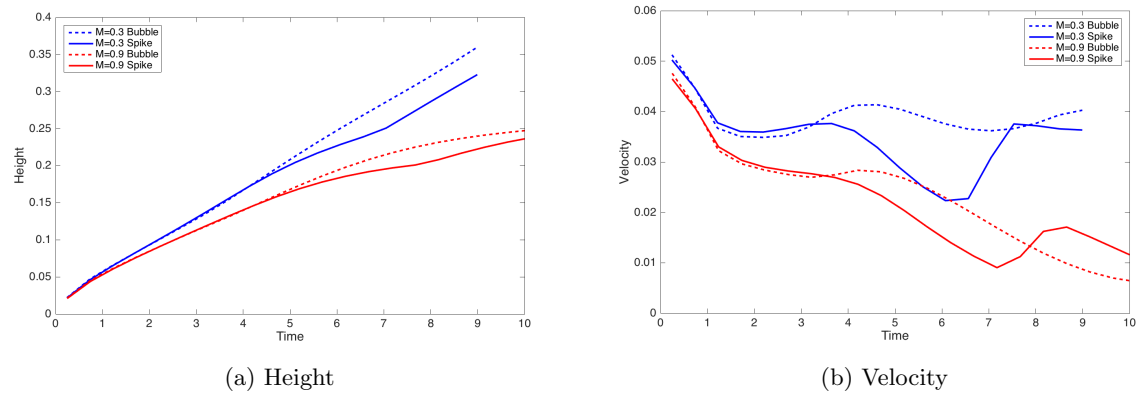 0.4
0.35
0.3
0.25
0.2
0.15
0.1
0.05
0
Height
M=0.3 Bubble
M=0.3 Spike
M=0.9 Bubble
M=0.9 Spike
0 1 2 3 4 5 6 7 8 9 10
Time
(a) Height
0.06
0.05
0.04
0.03
0.02
0.01
0.00
Velocity
M=0.3 Bubble
M=0.3 Spike
M=0.9 Bubble
M=0.9 Spike
0 1 2 3 4 5 6 7 8 9 10
Time
(b) Velocity